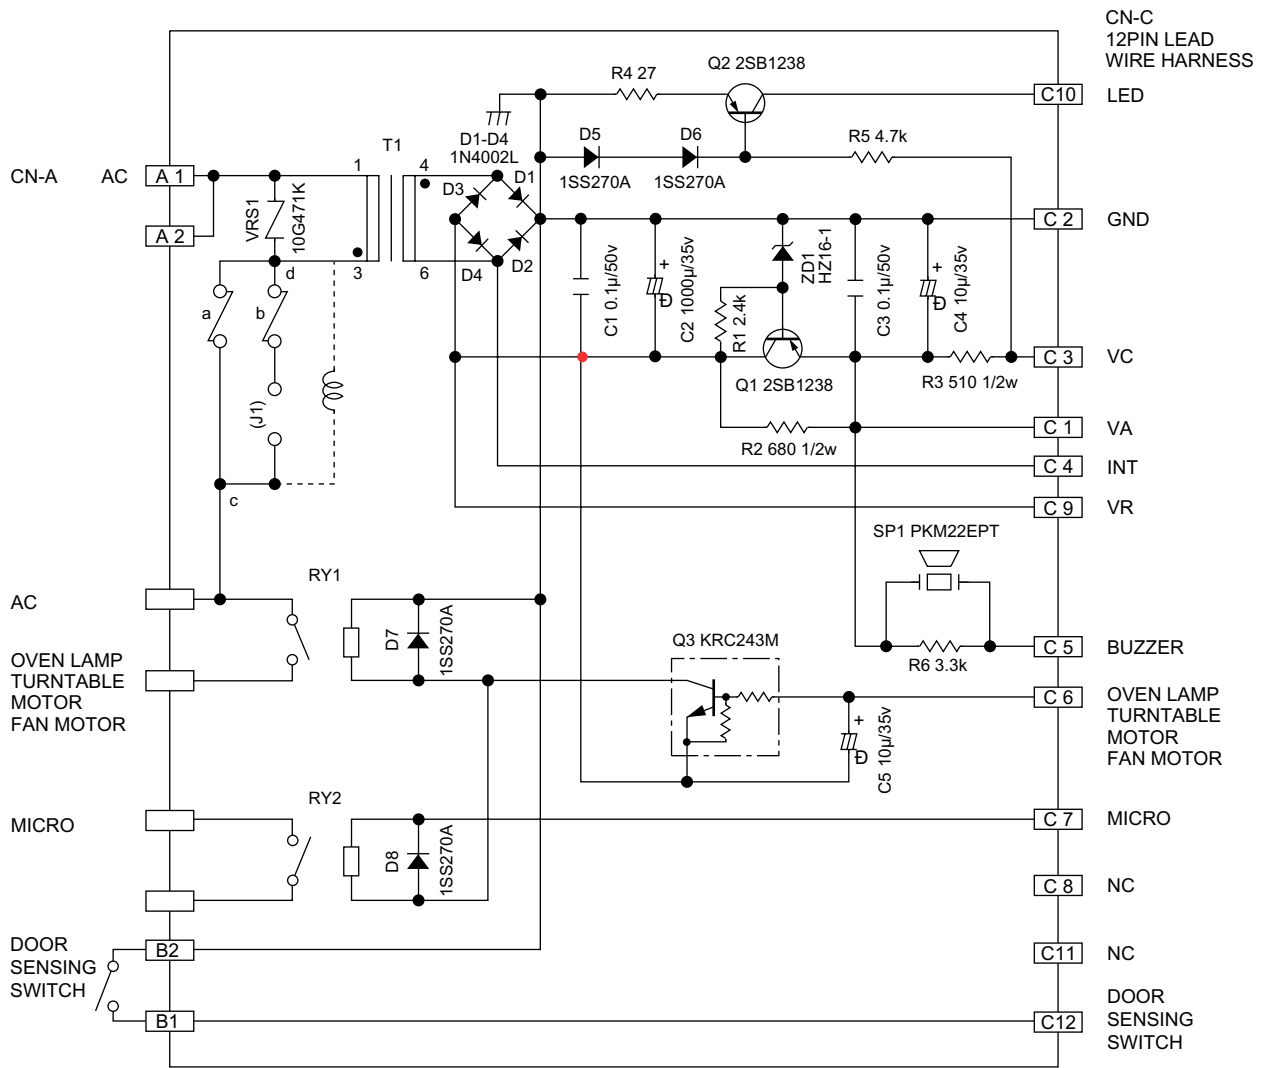 CN-C
12PIN LEAD
WIRE HARNESS
Q2 2SB1238
R4 27
C10 LED
D1-D4
1N4002L
D5
D6
R5 4.7k
1SS270A
1SS270A
T1
CN-A AC A 1
1
4
D3
D1
VRS1
10G471K
A 2
C 2 GND
3
6
D4
D2
d
a
b
(J1)
c
C1 0.1µ/50v
+
Đ
C2 1000µ/35v
ZD1
HZ16-1
R1 2.4k
C3 0.1µ/50v
+
Đ
C4 10µ/35v
C 3 VC
Q1 2SB1238
R3 510 1/2w
C 1 VA
R2 680 1/2w
C 4 INT
C 9 VR
SP1 PKM22EPT
RY1
AC
D7
1SS270A
Q3 KRC243M
R6 3.3k
C 5 BUZZER
OVEN LAMP
TURNTABLE
MOTOR
FAN MOTOR
C 6 OVEN LAMP
TURNTABLE
MOTOR
FAN MOTOR
+
Đ
C5 10µ/35v
RY2
MICRO
D8
1SS270A
C 7 MICRO
C 8 NC
DOOR
SENSING
SWITCH
B2
B1
C11 NC
C12 DOOR
SENSING
SWITCH